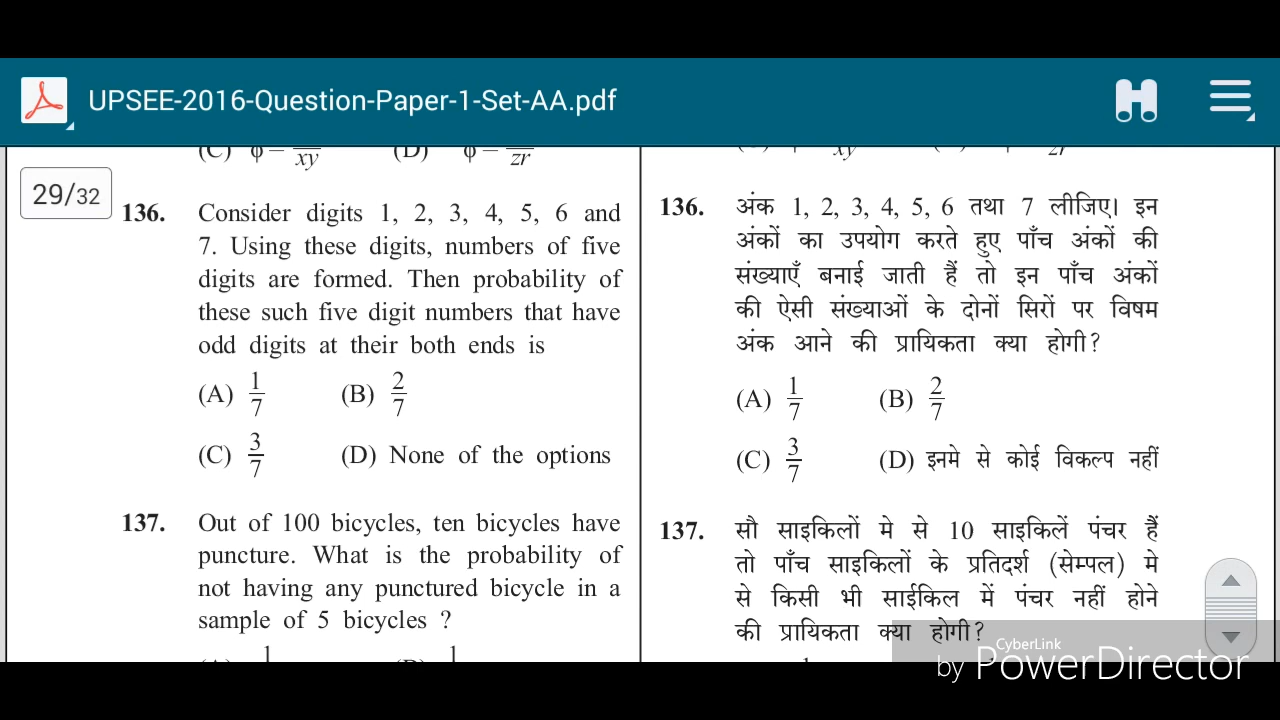 UPSEE-2016-Question-Paper-1-Set-AA.pdf
29/32
xy (D) zr
136. Consider digits 1, 2, 3, 4, 5, 6 and
7. Using these digits, numbers of five
digits are formed. Then probability of
these such five digit numbers that have
odd digits at their both ends is
(A) 1/7 (B) 2/7
(C) 3/7 (D) None of the options
137. Out of 100 bicycles, ten bicycles have
puncture. What is the probability of
not having any punctured bicycle in a
sample of 5 bicycles ?
136. अंक 1, 2, 3, 4, 5, 6 तथा 7 लीजिए। इन
अंकों का उपयोग करते हुए पाँच अंकों की
संख्याएँ बनाई जाती हैं तो इन पाँच अंकों
की ऐसी संख्याओं के दोनों सिरों पर विषम
अंक आने की प्रायिकता क्या होगी?
(A) 1/7 (B) 2/7
(C) 3/7 (D) इनमे से कोई विकल्प नहीं
137. सौ साइकिलों मे से 10 साइकिलें पंचर हैं
तो पाँच साइकिलों के प्रतिदर्श (सेम्पल) मे
से किसी भी साईकिल में पंचर नहीं होने
की प्रायिकता क्या होगी?
CyberLink
by PowerDirector